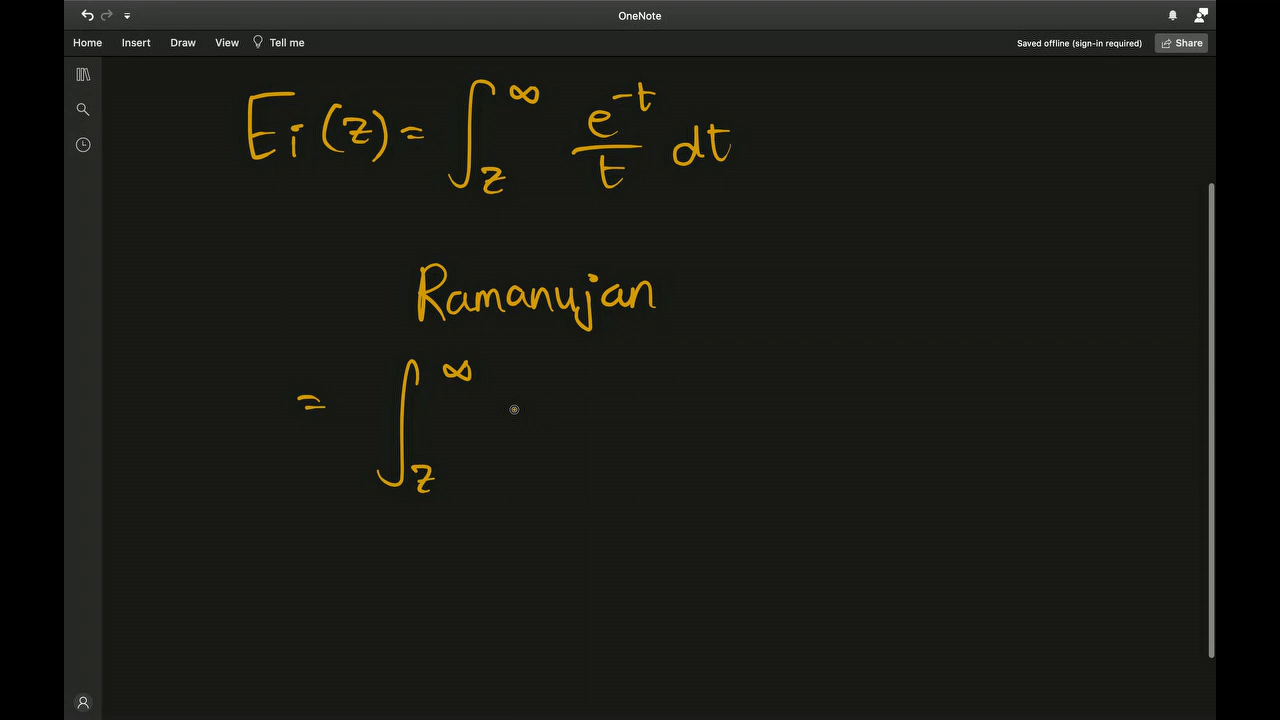 OneNote
Home Insert Draw View Tell me Saved offline (sign-in required) Share
Ei(z) = ∫_z^∞ e^{-t}/t dt
Ramanujan
= ∫_z^∞